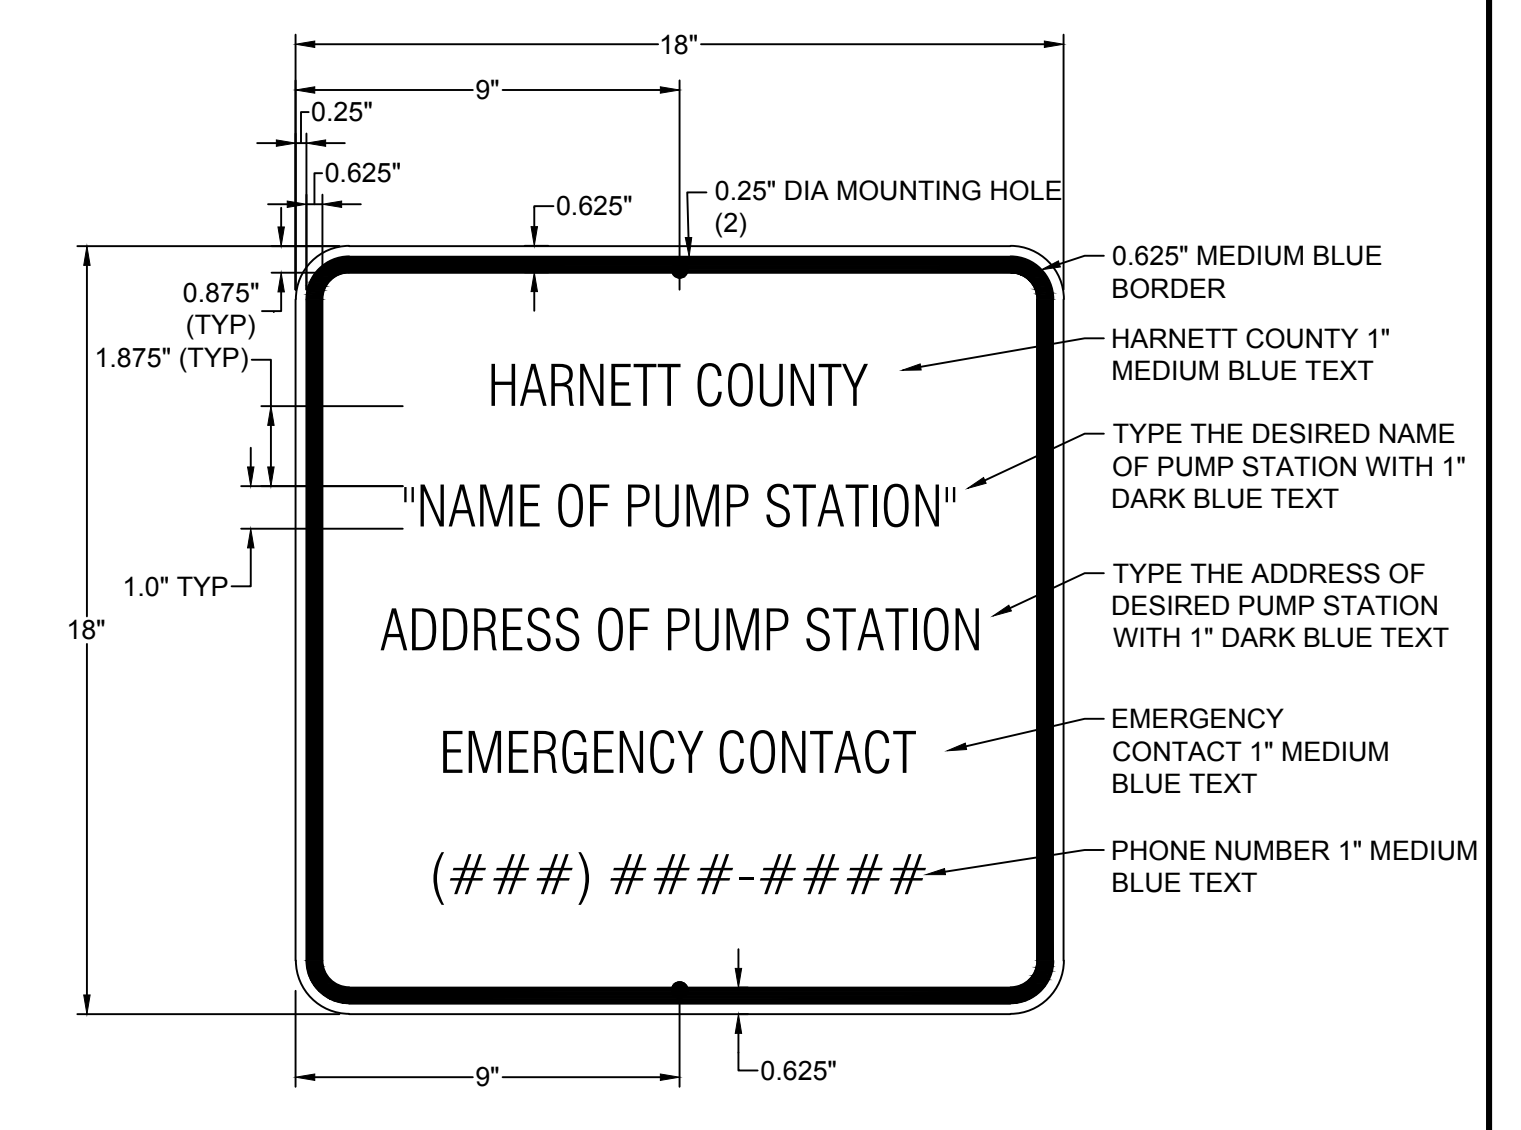 18"
9"
0.25"
0.625"
0.625"
0.25" DIA MOUNTING HOLE
(2)
0.625" MEDIUM BLUE
BORDER
0.875"
(TYP)
1.875" (TYP)
HARNETT COUNTY 1"
MEDIUM BLUE TEXT
HARNETT COUNTY
TYPE THE DESIRED NAME
OF PUMP STATION WITH 1"
DARK BLUE TEXT
"NAME OF PUMP STATION"
1.0" TYP
18"
TYPE THE ADDRESS OF
DESIRED PUMP STATION
WITH 1" DARK BLUE TEXT
ADDRESS OF PUMP STATION
EMERGENCY
CONTACT 1" MEDIUM
BLUE TEXT
EMERGENCY CONTACT
PHONE NUMBER 1" MEDIUM
BLUE TEXT
(###) ###-####
9"
0.625"